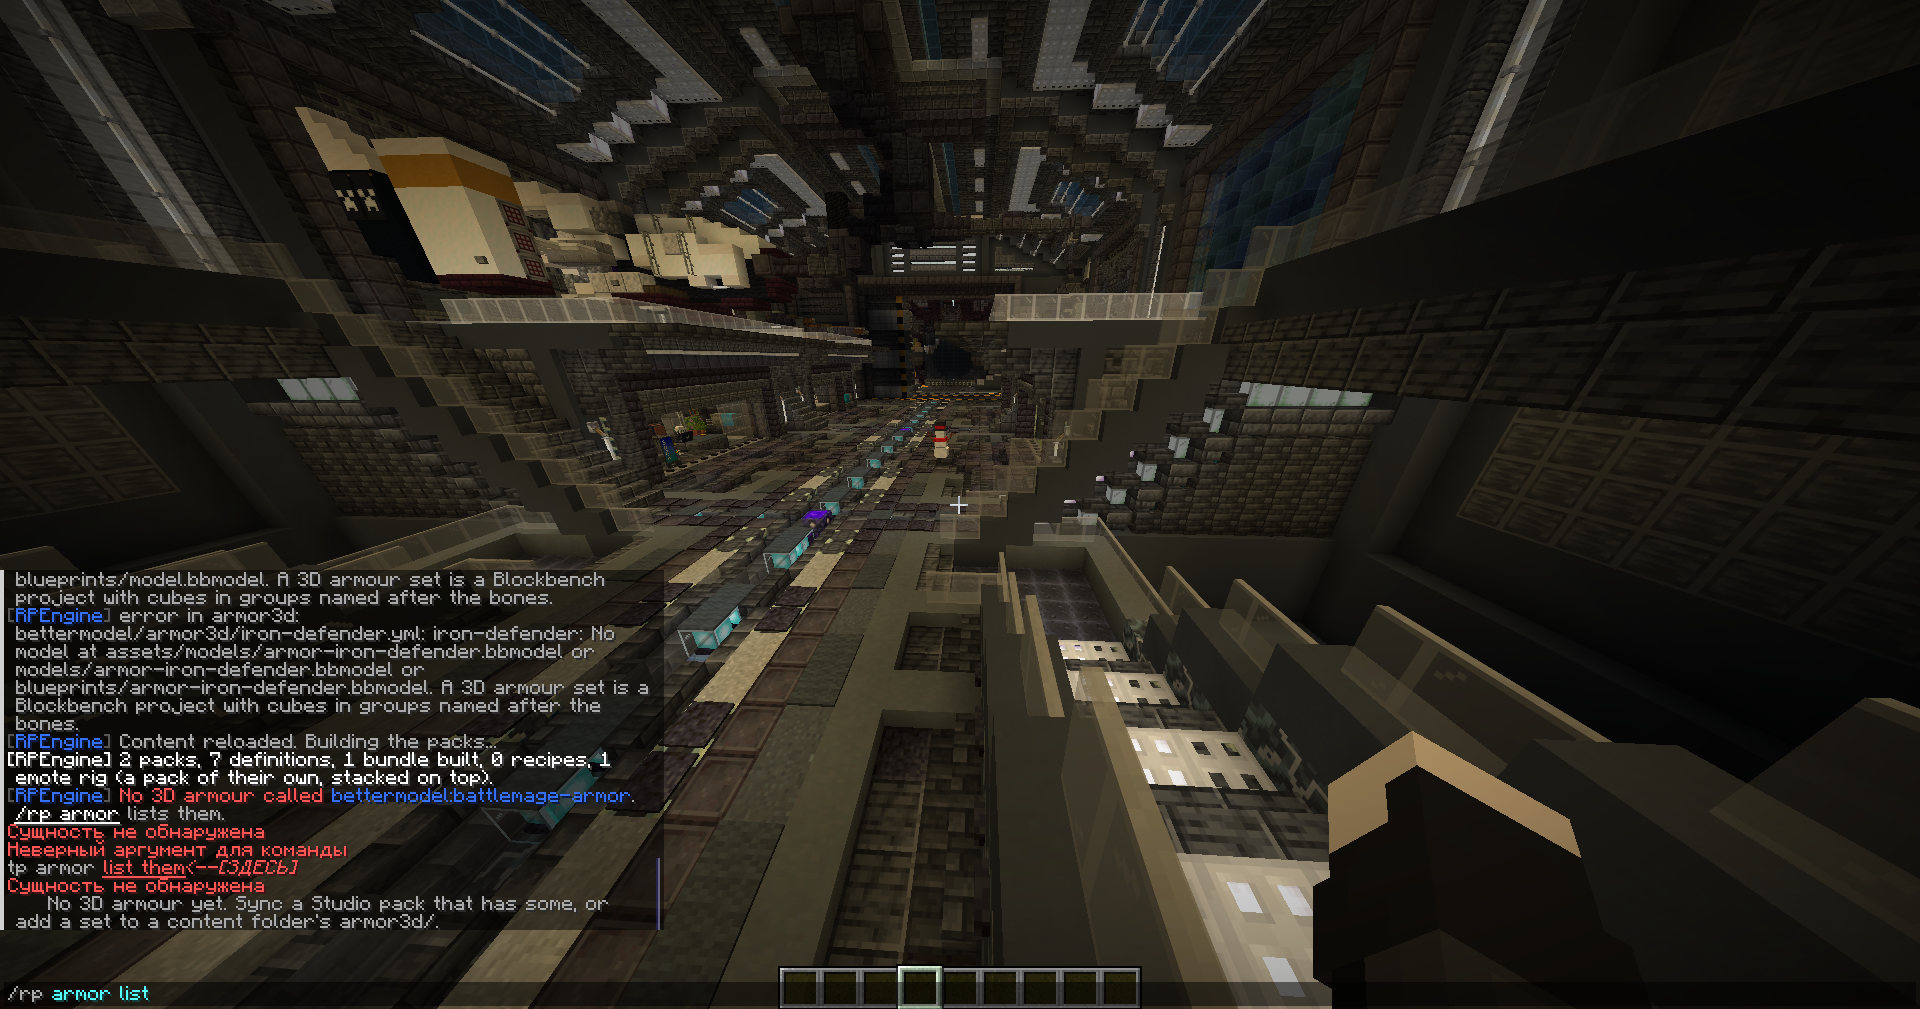 blueprints/model.bbmodel. A 3D armour set is a Blockbench
project with cubes in groups named after the bones.
[RPEngine] error in armor3d:
bettermodel/armor3d/iron-defender.yml: iron-defender: No
model at assets/models/armor-iron-defender.bbmodel or
models/armor-iron-defender.bbmodel or
blueprints/armor-iron-defender.bbmodel. A 3D armour set is a
Blockbench project with cubes in groups named after the
bones.
[RPEngine] Content reloaded. Building the packs...
[RPEngine] 2 packs, 7 definitions, 1 bundle built, 0 recipes, 1
emote rig (a pack of their own, stacked on top).
[RPEngine] No 3D armour called bettermodel:battlemage-armor.
/rp armor lists them.
Сущность не обнаружена
Неверный аргумент для команды
tp armor list them<--[ЗДЕСЬ]
Сущность не обнаружена
No 3D armour yet. Sync a Studio pack that has some, or
add a set to a content folder's armor3d/.
/rp armor list